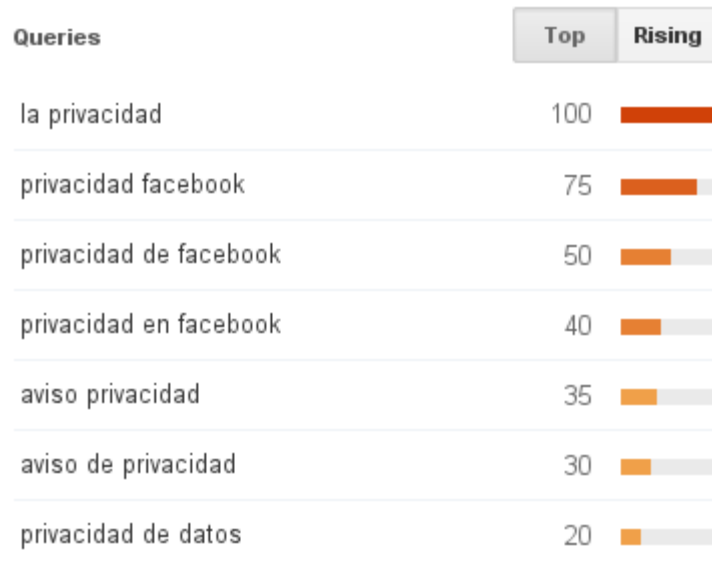 Queries Top Rising
la privacidad 100
privacidad facebook 75
privacidad de facebook 50
privacidad en facebook 40
aviso privacidad 35
aviso de privacidad 30
privacidad de datos 20